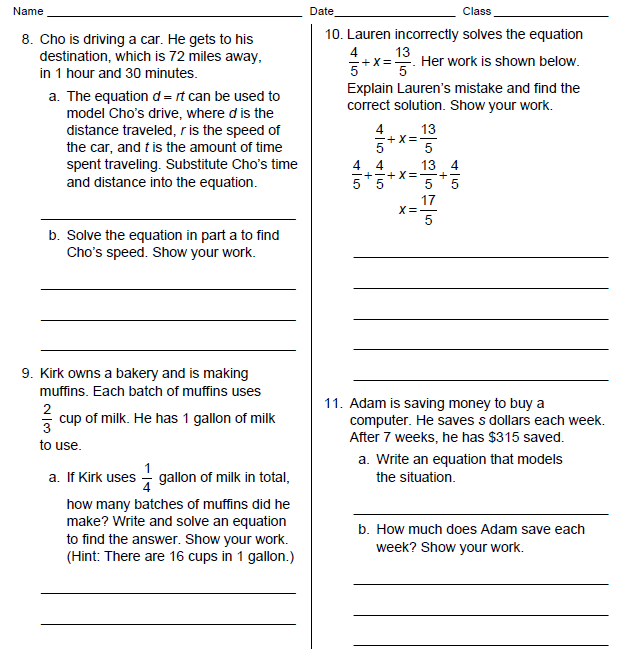 Name Date Class
8. Cho is driving a car. He gets to his
destination, which is 72 miles away,
in 1 hour and 30 minutes.
a. The equation d = rt can be used to
model Cho's drive, where d is the
distance traveled, r is the speed of
the car, and t is the amount of time
spent traveling. Substitute Cho's time
and distance into the equation.
b. Solve the equation in part a to find
Cho's speed. Show your work.
9. Kirk owns a bakery and is making
muffins. Each batch of muffins uses
2/3 cup of milk. He has 1 gallon of milk
to use.
a. If Kirk uses 1/4 gallon of milk in total,
how many batches of muffins did he
make? Write and solve an equation
to find the answer. Show your work.
(Hint: There are 16 cups in 1 gallon.)
10. Lauren incorrectly solves the equation
4/5 + x = 13/5. Her work is shown below.
Explain Lauren's mistake and find the
correct solution. Show your work.
4/5 + x = 13/5
4/5 + 4/5 + x = 13/5 + 4/5
x = 17/5
11. Adam is saving money to buy a
computer. He saves s dollars each week.
After 7 weeks, he has $315 saved.
a. Write an equation that models
the situation.
b. How much does Adam save each
week? Show your work.